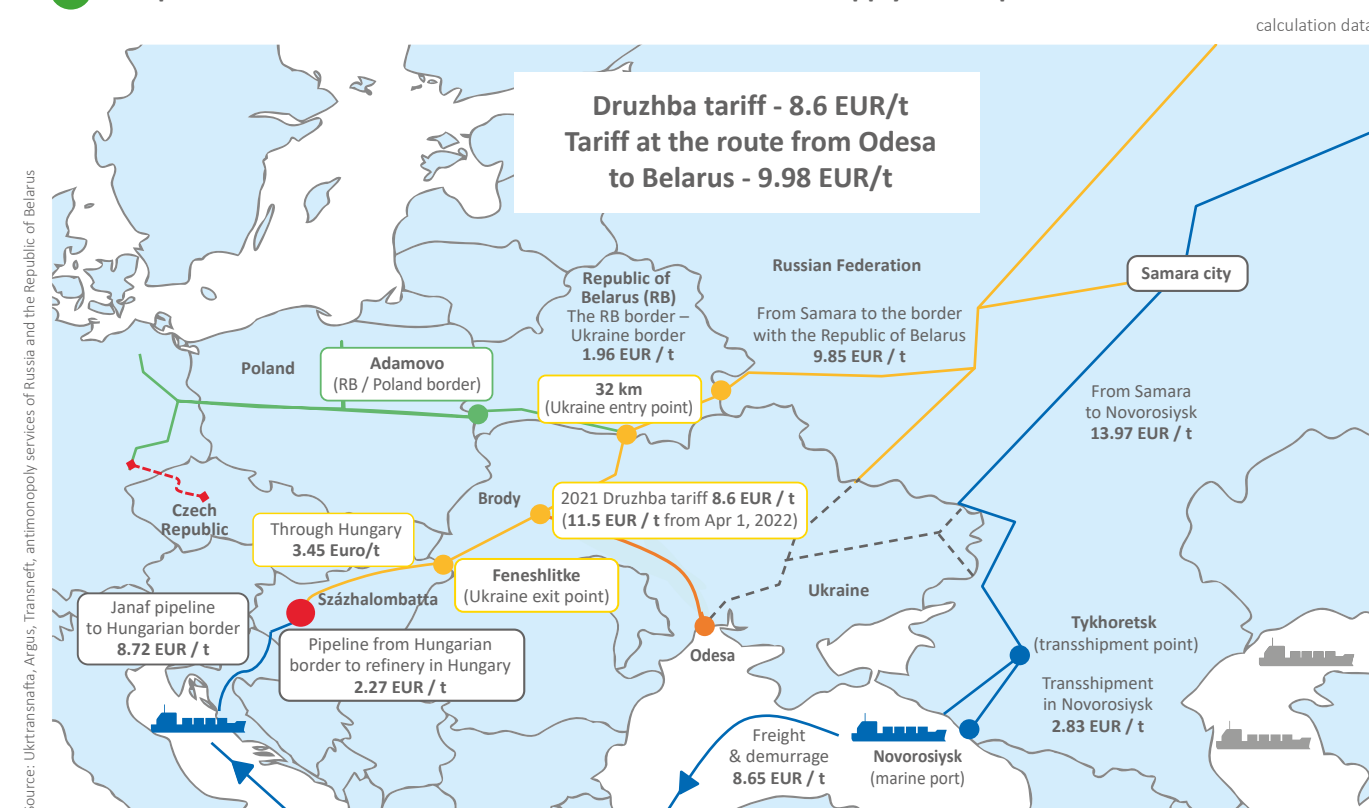 calculation data
Druzhba tariff - 8.6 EUR/t
Tariff at the route from Odesa
to Belarus - 9.98 EUR/t
Source: Ukrtransnafta, Argus, Transneft, antimonopoly services of Russia and the Republic of Belarus
Russian Federation
Samara city
Republic of
Belarus (RB)
The RB border –
Ukraine border
1.96 EUR / t
From Samara to the border
with the Republic of Belarus
9.85 EUR / t
Poland
Adamovo
(RB / Poland border)
32 km
(Ukraine entry point)
From Samara
to Novorosiysk
13.97 EUR / t
Brody
2021 Druzhba tariff 8.6 EUR / t
(11.5 EUR / t from Apr 1, 2022)
Czech
Republic
Through Hungary
3.45 Euro/t
Feneshlitke
(Ukraine exit point)
Ukraine
Százhalombatta
Janaf pipeline
to Hungarian border
8.72 EUR / t
Pipeline from Hungarian
border to refinery in Hungary
2.27 EUR / t
Odesa
Tykhoretsk
(transshipment point)
Transshipment
in Novorosiysk
2.83 EUR / t
Freight
& demurrage
8.65 EUR / t
Novorosiysk
(marine port)